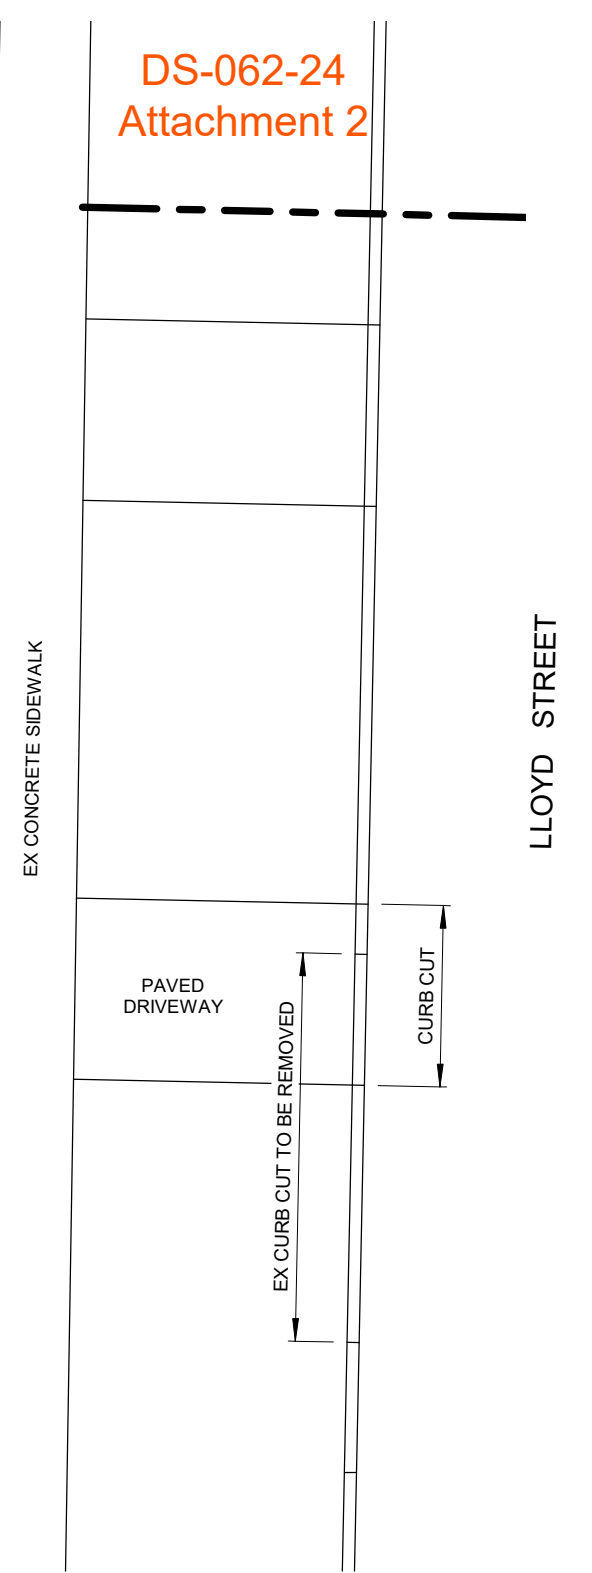 DS-062-24
Attachment 2
EX CONCRETE SIDEWALK
LLOYD STREET
PAVED
DRIVEWAY
EX CURB CUT TO BE REMOVED
CURB CUT